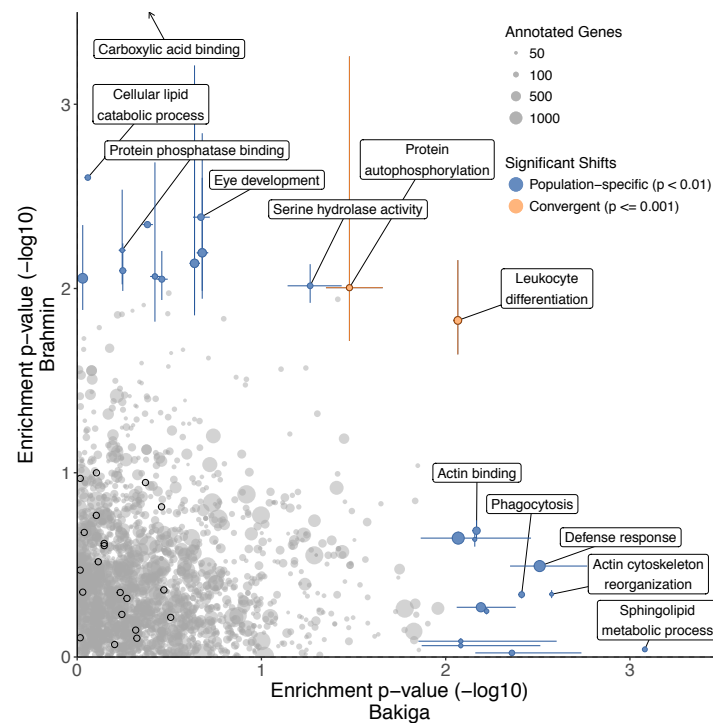 Carboxylic acid binding
Cellular lipid
catabolic process
Protein phosphatase binding
Eye development
Serine hydrolase activity
Protein
autophosphorylation
Leukocyte
differentiation
Annotated Genes
50
100
500
1000
Significant Shifts
Population−specific (p < 0.01)
Convergent (p <= 0.001)
Actin binding
Phagocytosis
Defense response
Actin cytoskeleton
reorganization
Sphingolipid
metabolic process
Enrichment p−value (−log10)
Brahmin
3
2
1
0
0
1
2
3
Enrichment p−value (−log10)
Bakiga